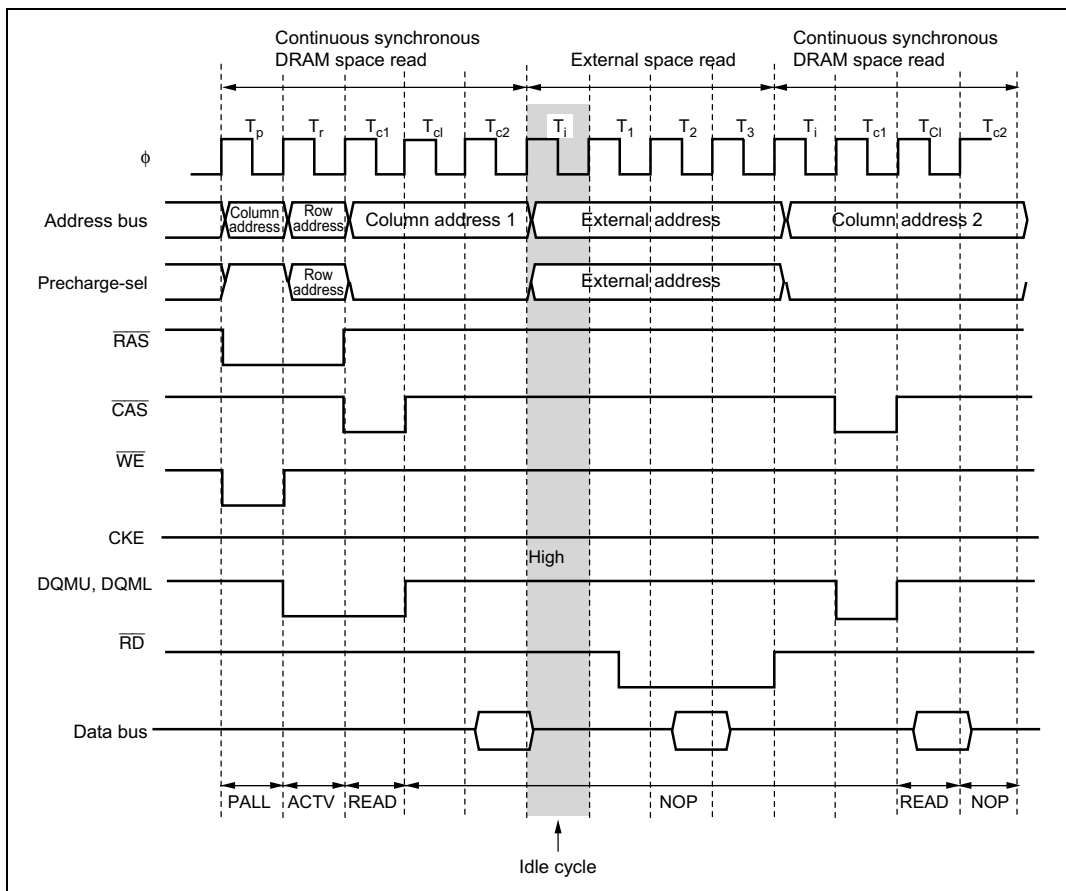 Continuous synchronous
DRAM space read
External space read
Continuous synchronous
DRAM space read
Tp Tr Tc1 Tcl Tc2 Ti T1 T2 T3 Ti Tc1 TCl Tc2
ϕ
Address bus
Column
address
Row
address
Column address 1
External address
Column address 2
Precharge-sel
Row
address
External address
RAS
CAS
WE
CKE
High
DQMU, DQML
RD
Data bus
PALL ACTV READ NOP READ NOP
Idle cycle